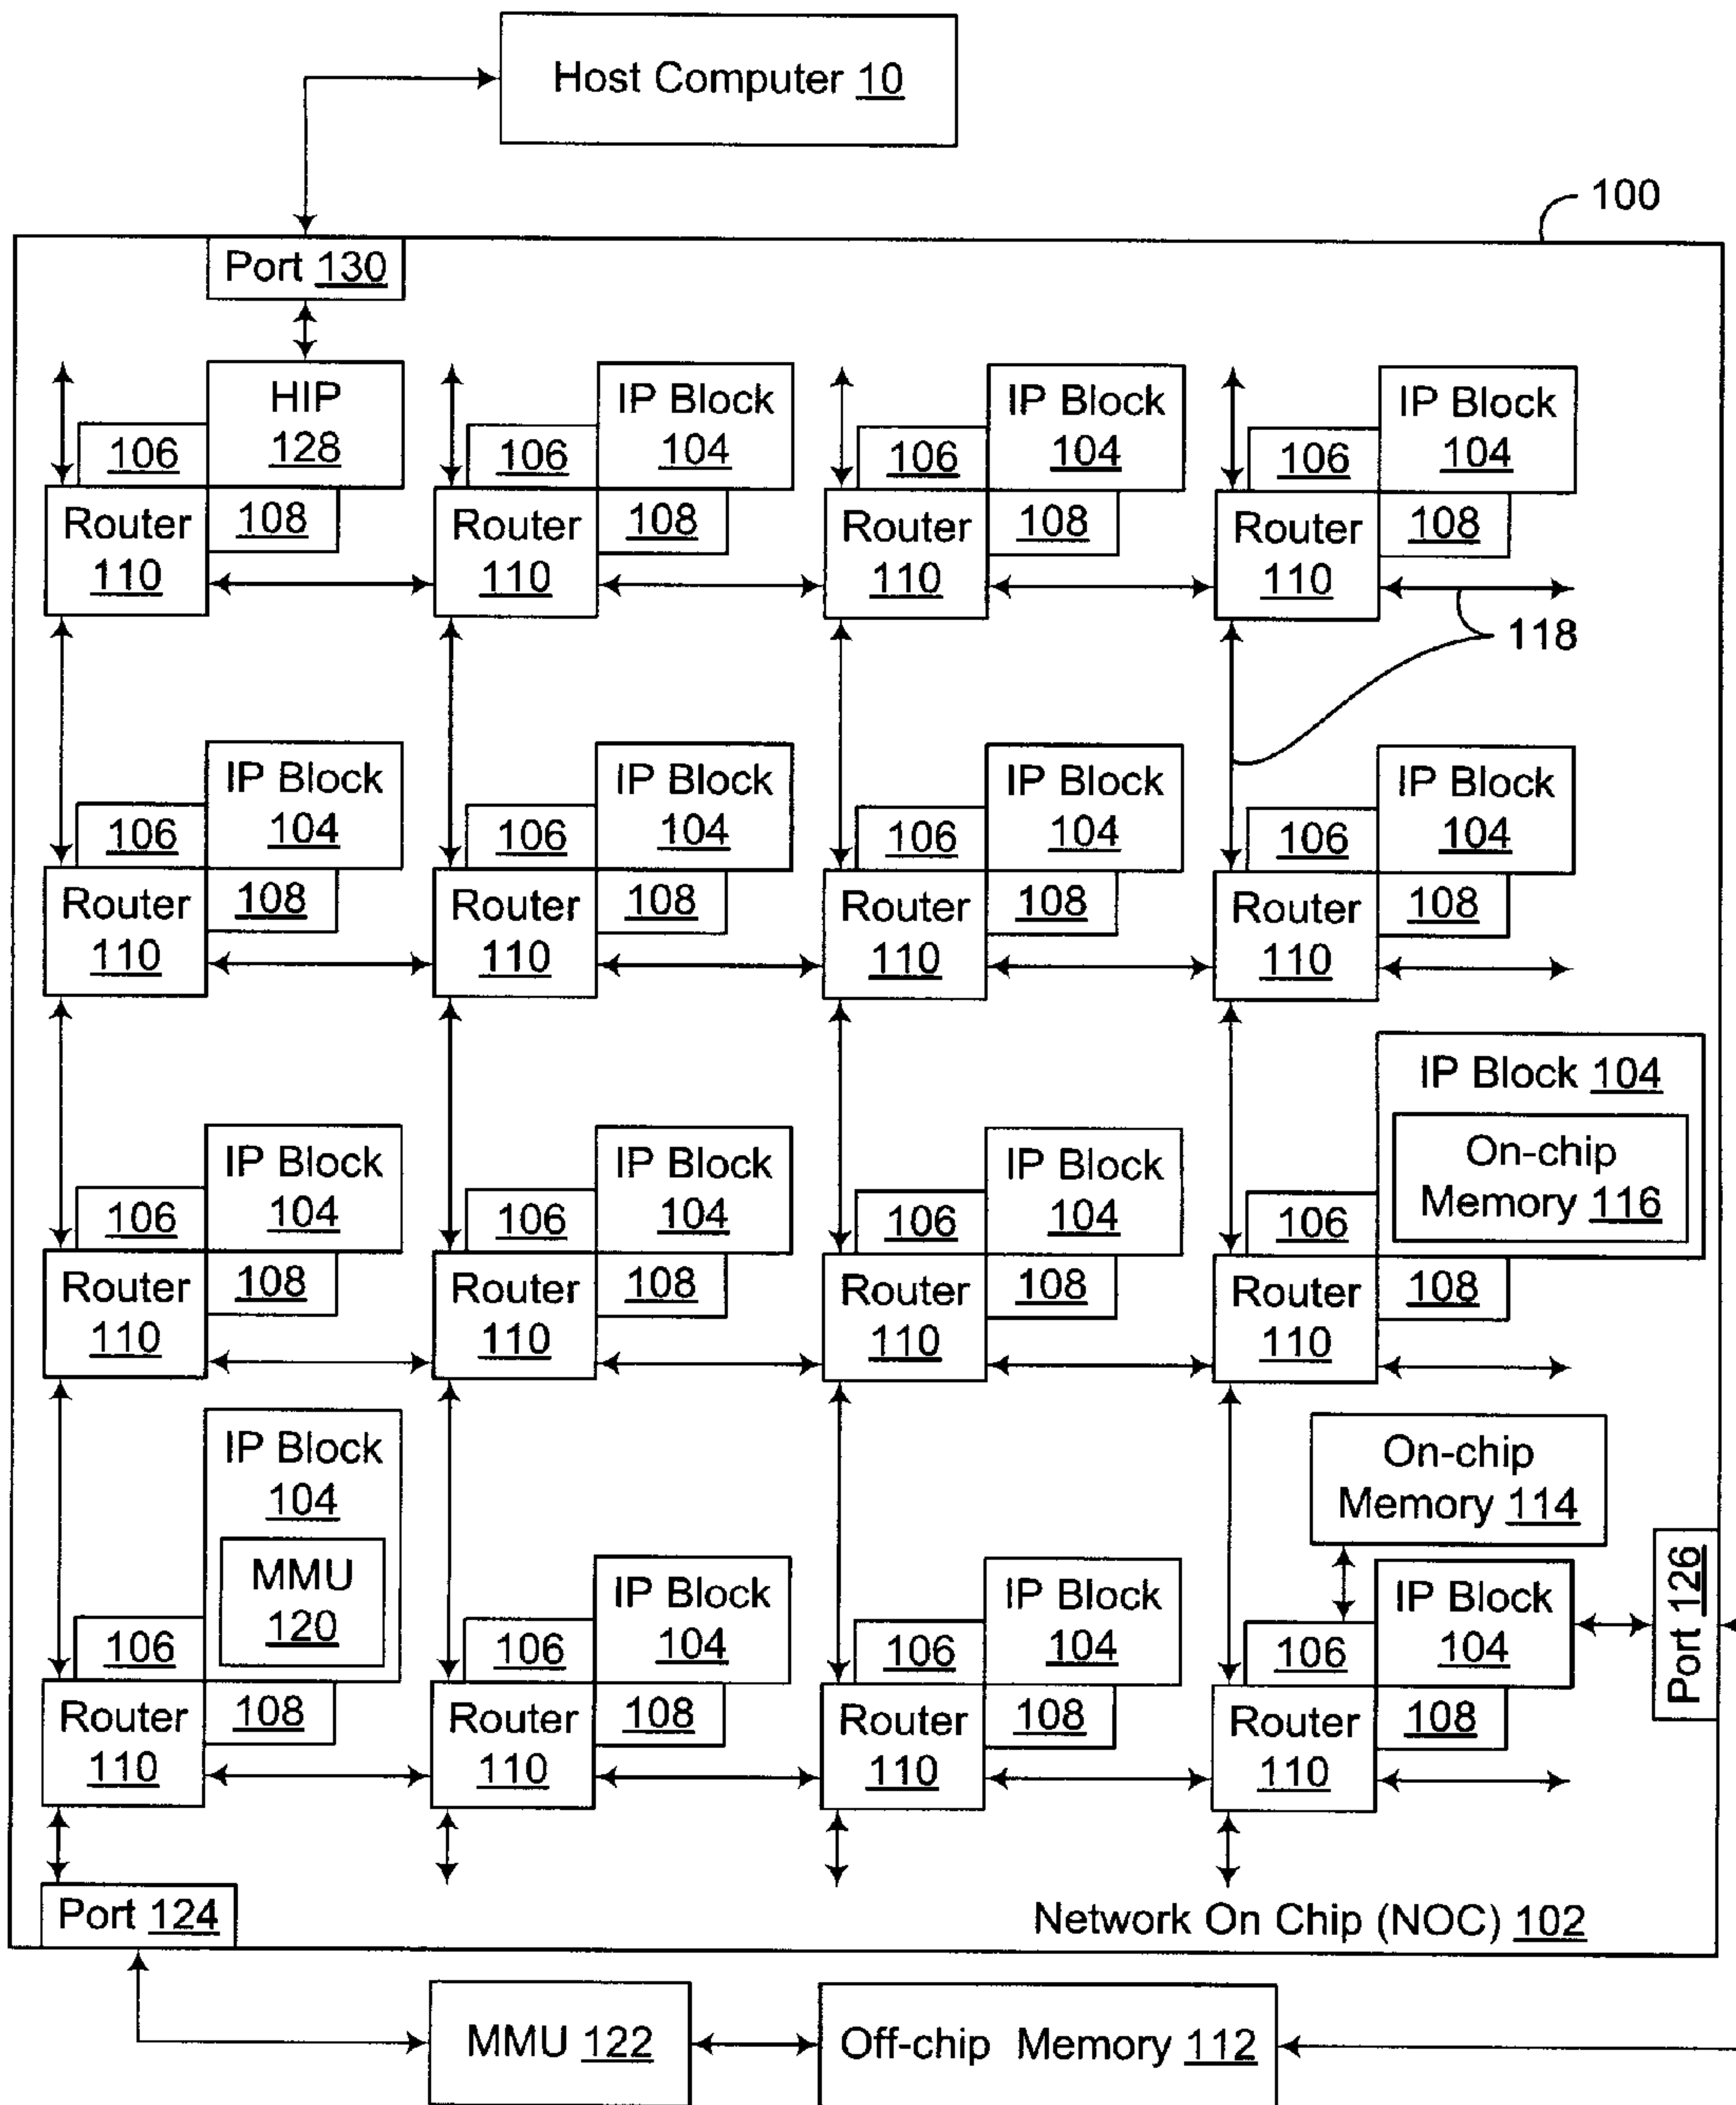 Host Computer 10
100
Port 130
HIP
128
106
Router
110
108
IP Block
104
106
Router
110
108
IP Block
104
106
Router
110
108
IP Block
104
106
Router
110
108
118
IP Block
104
106
Router
110
108
IP Block
104
106
Router
110
108
IP Block
104
106
Router
110
108
IP Block
104
106
Router
110
108
IP Block
104
106
Router
110
108
IP Block
104
106
Router
110
108
IP Block
104
106
Router
110
108
IP Block 104
On-chip
Memory 116
106
Router
110
108
IP Block
104
MMU
120
106
Router
110
108
IP Block
104
106
Router
110
108
IP Block
104
106
Router
110
108
On-chip
Memory 114
IP Block
104
106
Router
110
108
Port 126
Port 124
Network On Chip (NOC) 102
MMU 122
Off-chip Memory 112